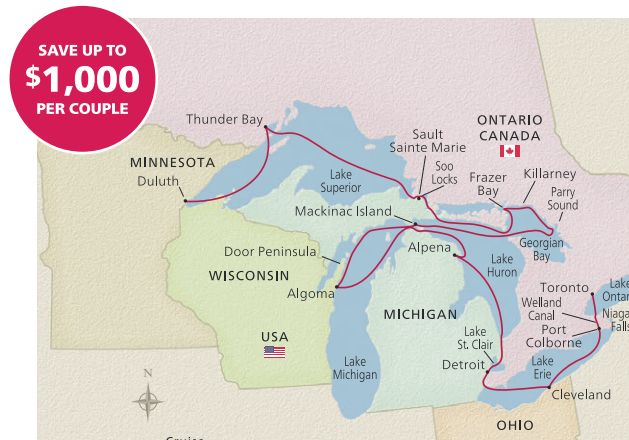 SAVE UP TO
$1,000
PER COUPLE
Thunder Bay
ONTARIO
CANADA
Sault
Sainte Marie
Soo
Locks
MINNESOTA
Duluth
Lake
Superior
Frazer
Bay
Killarney
Parry
Sound
Mackinac Island
Georgian
Bay
Door Peninsula
Alpena
WISCONSIN
Lake
Huron
Algoma
Toronto
Lake
MICHIGAN
Welland
Canal
Port
Colborne
Falls
USA
Lake
St. Clair
Lake
Michigan
Detroit
Lake
Erie
Cleveland
N
OHIO